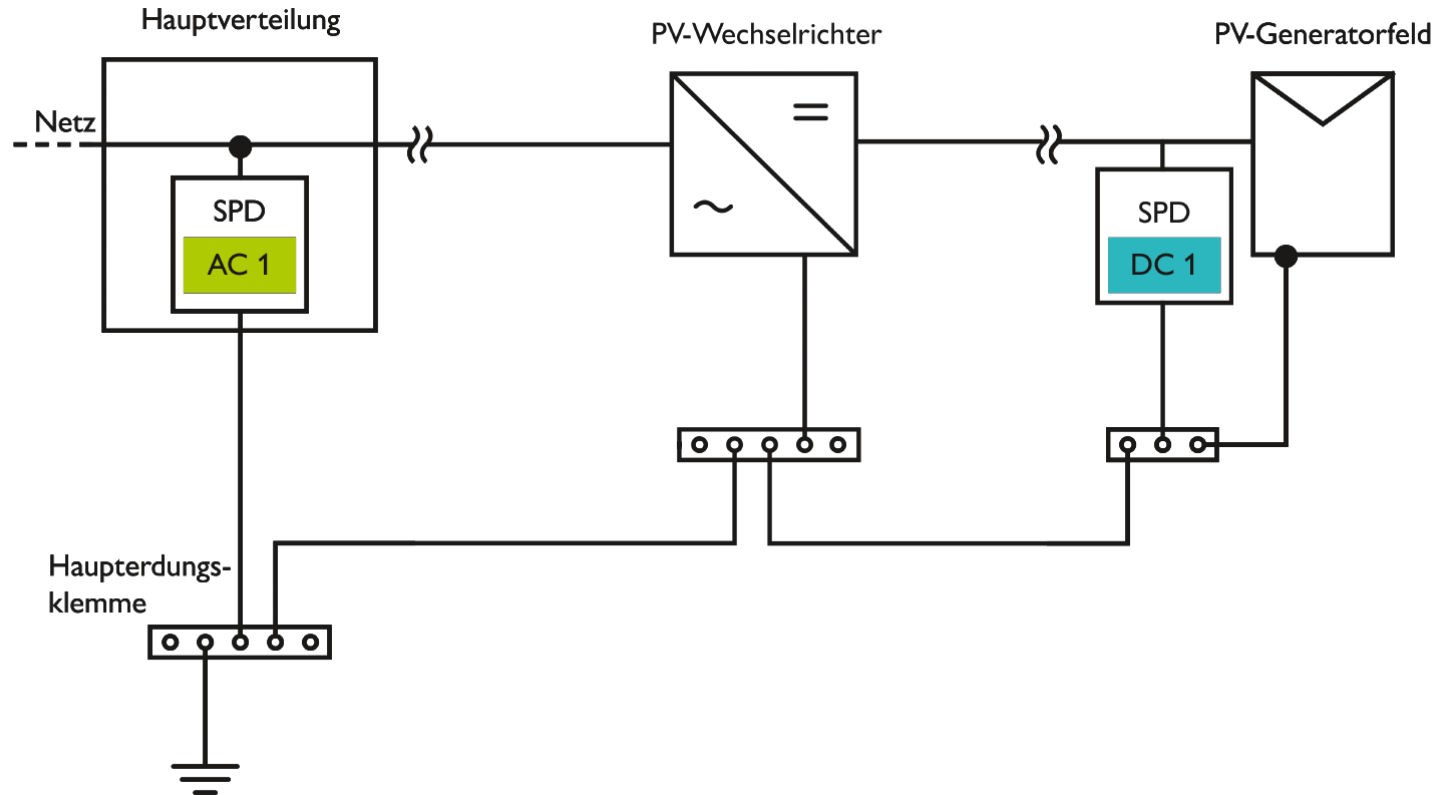 Hauptverteilung
PV-Wechselrichter
PV-Generatorfeld
Netz
SPD
AC 1
SPD
DC 1
Haupterdungs-
klemme